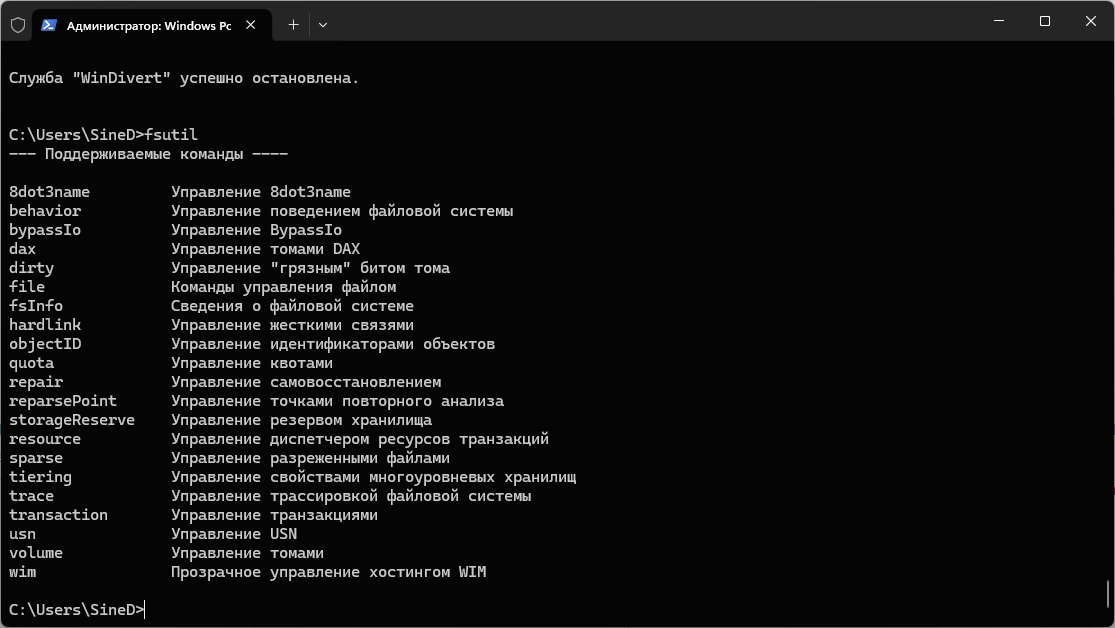 Администратор: Windows Pc
Служба "WinDivert" успешно остановлена.
C:\Users\SineD>fsutil
---- Поддерживаемые команды ----
8dot3name Управление 8dot3name
behavior Управление поведением файловой системы
bypassIo Управление BypassIo
dax Управление томами DAX
dirty Управление "грязным" битом тома
file Команды управления файлом
fsInfo Сведения о файловой системе
hardlink Управление жесткими связями
objectID Управление идентификаторами объектов
quota Управление квотами
repair Управление самовосстановлением
reparsePoint Управление точками повторного анализа
storageReserve Управление резервом хранилища
resource Управление диспетчером ресурсов транзакций
sparse Управление разреженными файлами
tiering Управление свойствами многоуровневых хранилищ
trace Управление трассировкой файловой системы
transaction Управление транзакциями
usn Управление USN
volume Управление томами
wim Прозрачное управление хостингом WIM
C:\Users\SineD>